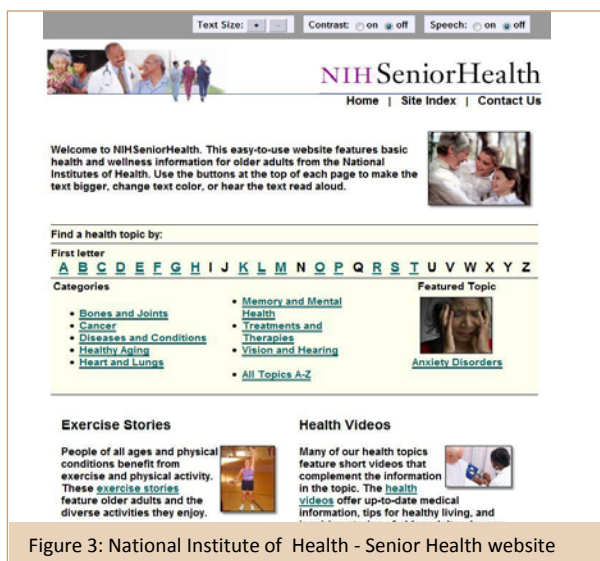 Text Size: + -   Contrast: on off   Speech: on off
NIHSeniorHealth
Home | Site Index | Contact Us
Welcome to NIHSeniorHealth. This easy-to-use website features basic
health and wellness information for older adults from the National
Institutes of Health. Use the buttons at the top of each page to make the
text bigger, change text color, or hear the text read aloud.
Find a health topic by:
First letter
A B C D E F G H I J K L M N O P Q R S T U V W X Y Z
Categories
• Bones and Joints
• Cancer
• Diseases and Conditions
• Healthy Aging
• Heart and Lungs
• Memory and Mental
Health
• Treatments and
Therapies
• Vision and Hearing
• All Topics A-Z
Featured Topic
Anxiety Disorders
Exercise Stories
People of all ages and physical
conditions benefit from
exercise and physical activity.
These exercise stories
feature older adults and the
diverse activities they enjoy.
Health Videos
Many of our health topics
feature short videos that
complement the information
in the topic. The health
videos offer up-to-date medical
information, tips for healthy living, and
Figure 3: National Institute of Health - Senior Health website